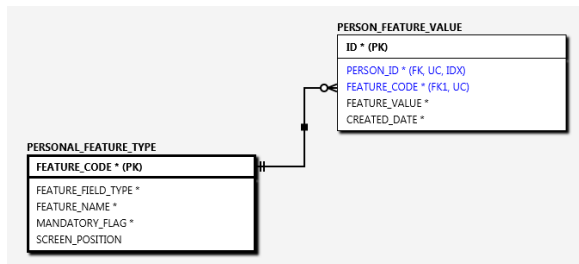 PERSON_FEATURE_VALUE
ID * (PK)
PERSON_ID * (FK, UC, IDX)
FEATURE_CODE * (FK1, UC)
FEATURE_VALUE *
CREATED_DATE *
PERSONAL_FEATURE_TYPE
FEATURE_CODE * (PK)
FEATURE_FIELD_TYPE *
FEATURE_NAME *
MANDATORY_FLAG *
SCREEN_POSITION